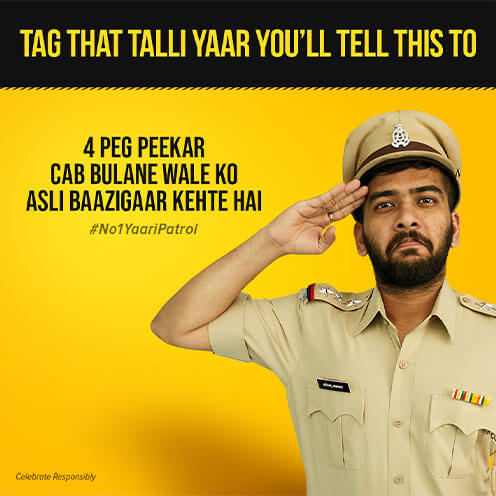 TAG THAT TALLI YAAR YOU'LL TELL THIS TO
4 PEG PEEKAR
CAB BULANE WALE KO
ASLI BAAZIGAAR KEHTE HAI
#No1YaariPatrol
Celebrate Responsibly